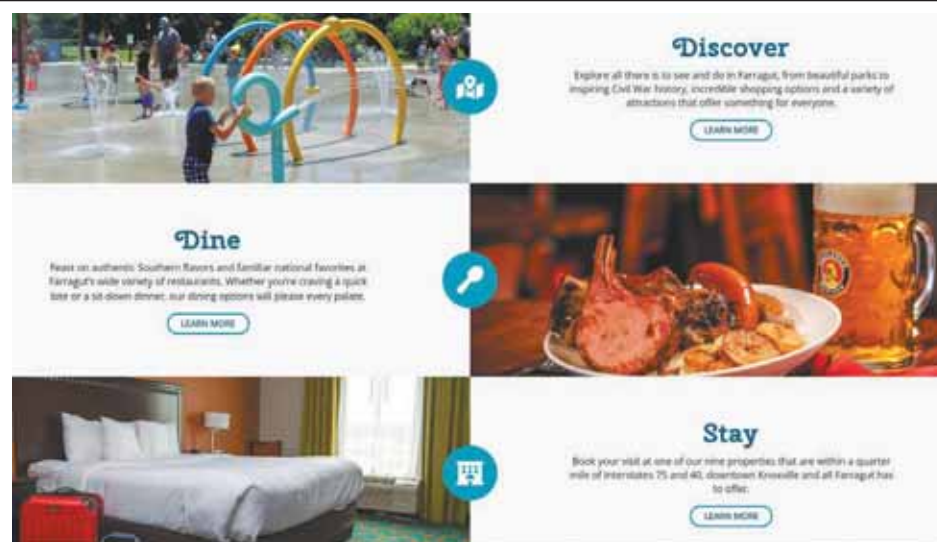 Discover
Explore all there is to see and do in Farragut, from beautiful parks to
inspiring Civil War history, incredible shopping options and a variety of
attractions that offer something for everyone.
LEARN MORE
Dine
Feast on authentic Southern flavors and familiar national favorites at
Farragut's wide variety of restaurants. Whether you're craving a quick
bite or a sit-down dinner, our dining options will please every palate.
LEARN MORE
Stay
Book your visit at one of our nine properties that are within a quarter
mile of Interstates 75 and 40, downtown Knoxville and all Farragut has
to offer.
LEARN MORE